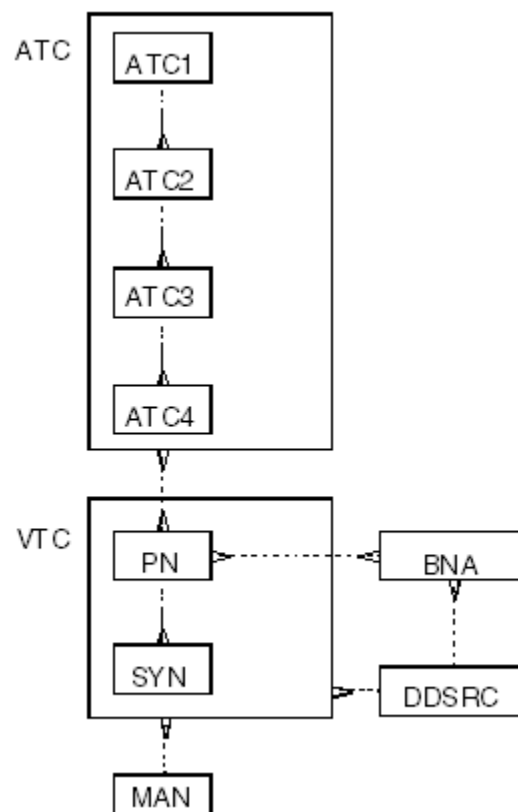 ATC
ATC1
ATC2
ATC3
ATC4
VTC
PN
BNA
SYN
DDSRC
MAN